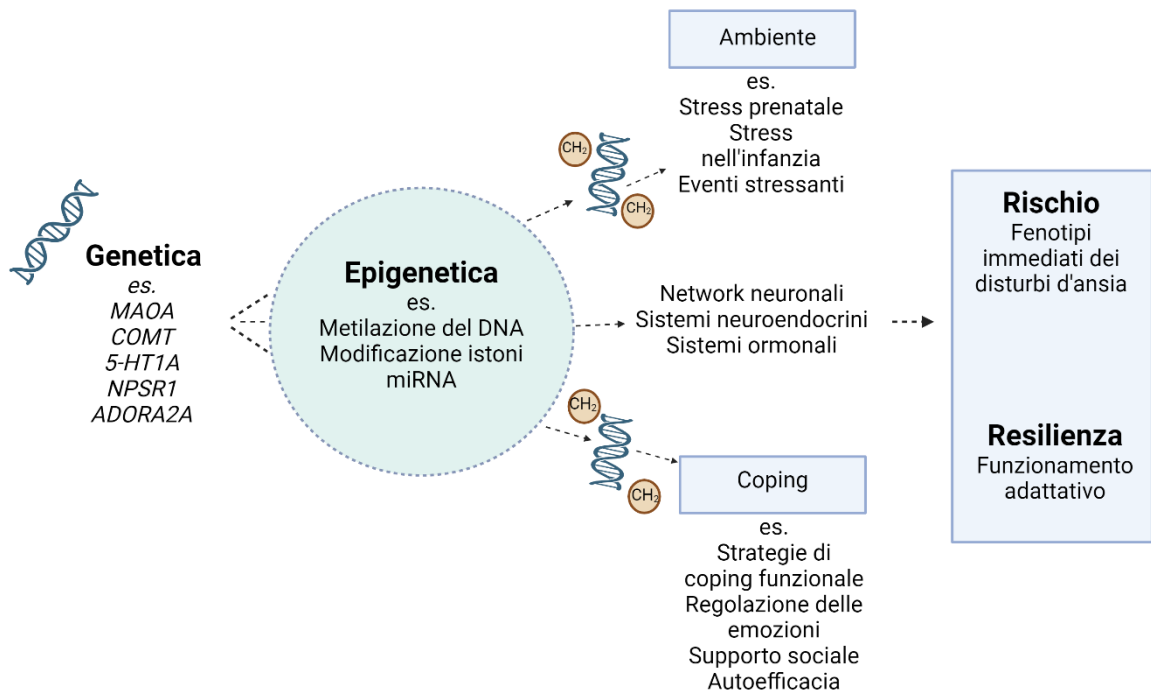 Ambiente
es.
Stress prenatale
Stress
nell'infanzia
Eventi stressanti
CH₂
CH₂
Genetica
es.
MAOA
COMT
5-HT1A
NPSR1
ADORA2A
Epigenetica
es.
Metilazione del DNA
Modificazione istoni
miRNA
Network neuronali
Sistemi neuroendocrini
Sistemi ormonali
CH₂
CH₂
Coping
es.
Strategie di
coping funzionale
Regolazione delle
emozioni
Supporto sociale
Autoefficacia
Rischio
Fenotipi
immediati dei
disturbi d'ansia
Resilienza
Funzionamento
adattativo